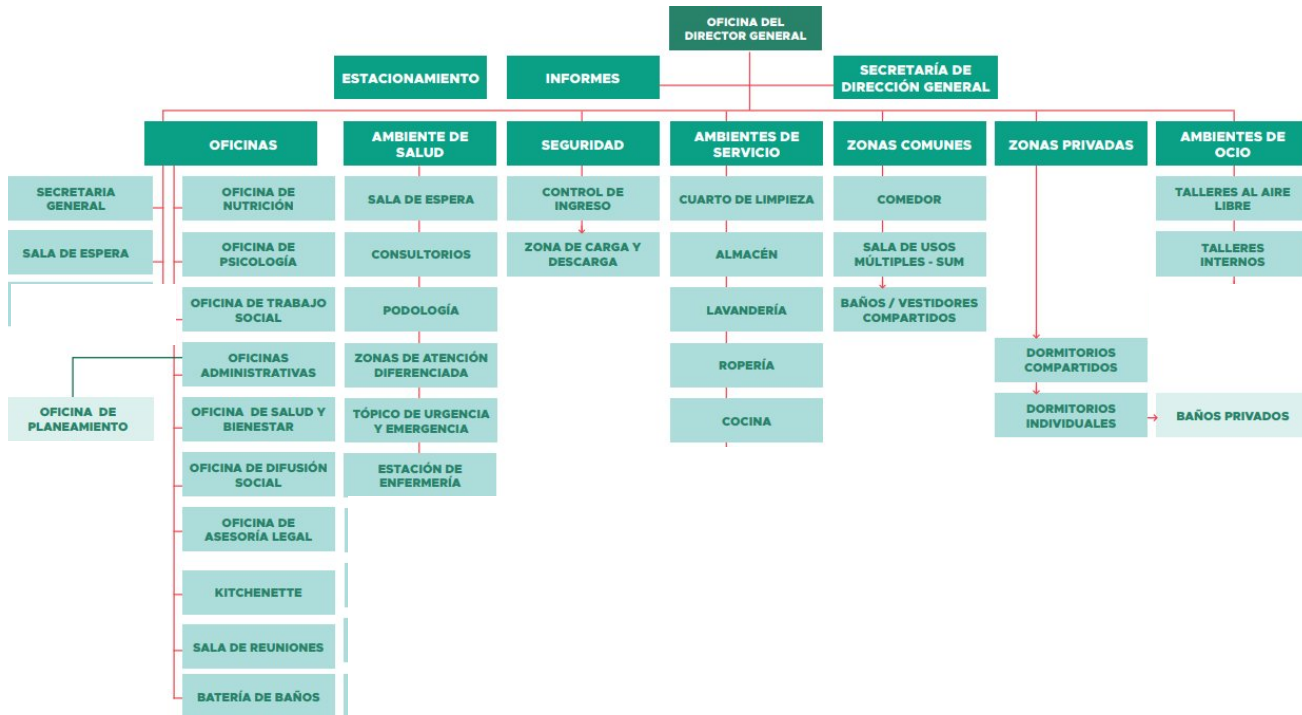 OFICINA DEL
DIRECTOR GENERAL
ESTACIONAMIENTO
INFORMES
SECRETARÍA DE
DIRECCIÓN GENERAL
OFICINAS
AMBIENTE DE
SALUD
SEGURIDAD
AMBIENTES DE
SERVICIO
ZONAS COMUNES
ZONAS PRIVADAS
AMBIENTES DE
OCIO
SECRETARIA
GENERAL
SALA DE ESPERA
OFICINA DE
PLANEAMIENTO
OFICINA DE
NUTRICIÓN
OFICINA DE
PSICOLOGÍA
OFICINA DE TRABAJO
SOCIAL
OFICINAS
ADMINISTRATIVAS
OFICINA DE SALUD Y
BIENESTAR
OFICINA DE DIFUSIÓN
SOCIAL
OFICINA DE
ASESORÍA LEGAL
KITCHENETTE
SALA DE REUNIONES
BATERÍA DE BAÑOS
SALA DE ESPERA
CONSULTORIOS
PODOLOGÍA
ZONAS DE ATENCIÓN
DIFERENCIADA
TÓPICO DE URGENCIA
Y EMERGENCIA
ESTACIÓN DE
ENFERMERÍA
CONTROL DE
INGRESO
ZONA DE CARGA Y
DESCARGA
CUARTO DE LIMPIEZA
ALMACÉN
LAVANDERÍA
ROPERÍA
COCINA
COMEDOR
SALA DE USOS
MÚLTIPLES - SUM
BAÑOS / VESTIDORES
COMPARTIDOS
DORMITORIOS
COMPARTIDOS
DORMITORIOS
INDIVIDUALES
TALLERES AL AIRE
LIBRE
TALLERES
INTERNOS
BAÑOS PRIVADOS